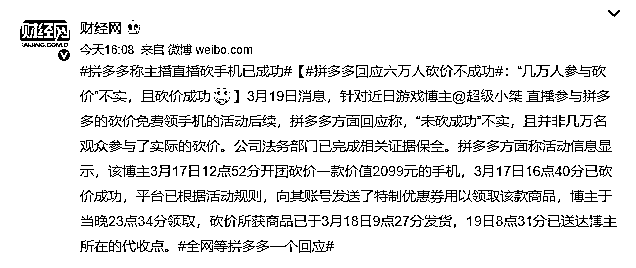 财经网
财经网
CAIJING.COM.CN
今天16:08 来自 微博 weibo.com
#拼多多称主播直播砍手机已成功#【#拼多多回应六万人砍价不成功#：“几万人参与砍
价”不实，且砍价成功】3月19日消息，针对近日游戏博主@超级小桀 直播参与拼多
多的砍价免费领手机的活动后续，拼多多方面回应称，“未砍成功”不实，且并非几万名
观众参与了实际的砍价。公司法务部门已完成相关证据保全。拼多多方面称活动信息显
示，该博主3月17日12点52分开团砍价一款价值2099元的手机，3月17日16点40分已砍
价成功，平台已根据活动规则，向其账号发送了特制优惠券用以领取该款商品，博主于
当晚23点34分领取，砍价所获商品已于3月18日9点27分发货，19日8点31分已送达博主
所在的代收点。#全网等拼多多一个回应#